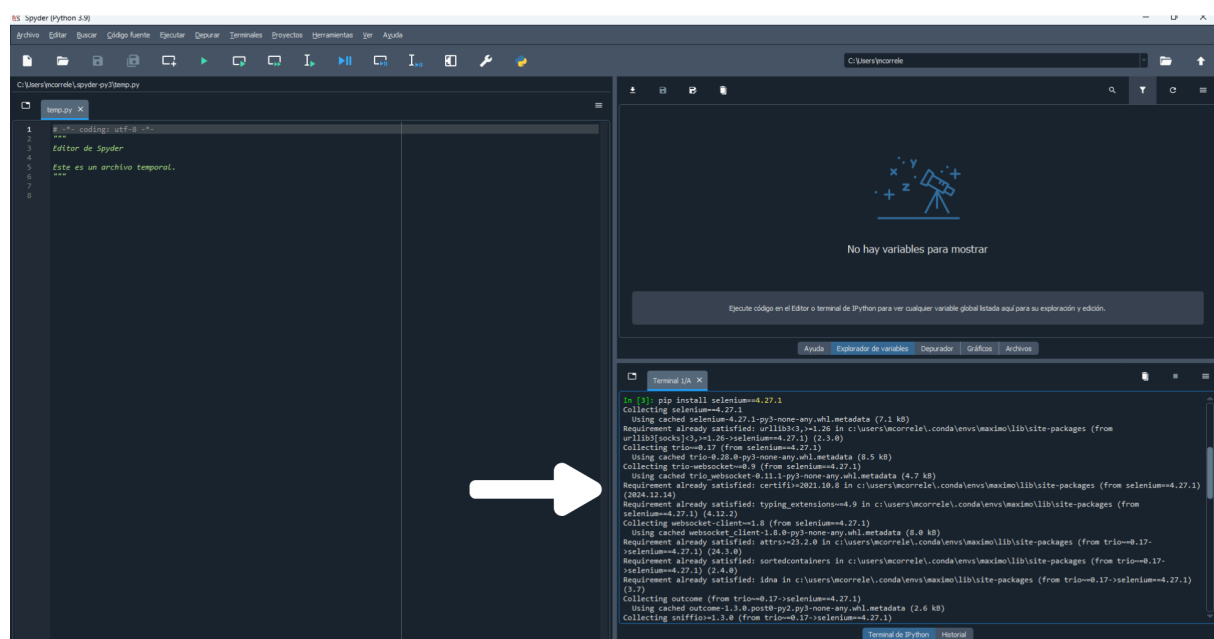 Spyder (Python 3.9)
Archivo Editar Buscar Código fuente Ejecutar Depurar Terminales Proyectos Herramientas Ver Ayuda
C:\Users\mcorrele
C:\Users\mcorrele\.spyder-py3\temp.py
temp.py
1 # -*- coding: utf-8 -*-
2 """
3 Editor de Spyder
4
5 Este es un archivo temporal.
6 """
7
8
No hay variables para mostrar
Ejecute código en el Editor o terminal de IPython para ver cualquier variable global listada aquí para su exploración y edición.
Ayuda Explorador de variables Depurador Gráficos Archivos
Terminal 1/A
In [3]: pip install selenium==4.27.1
Collecting selenium==4.27.1
Using cached selenium-4.27.1-py3-none-any.whl.metadata (7.1 kB)
Requirement already satisfied: urllib3<3,>=1.26 in c:\users\mcorrele\.conda\envs\maximo\lib\site-packages (from
urllib3[socks]<3,>=1.26->selenium==4.27.1) (2.3.0)
Collecting trio~=0.17 (from selenium==4.27.1)
Using cached trio-0.28.0-py3-none-any.whl.metadata (8.5 kB)
Collecting trio-websocket~=0.9 (from selenium==4.27.1)
Using cached trio_websocket-0.11.1-py3-none-any.whl.metadata (4.7 kB)
Requirement already satisfied: certifi>=2021.10.8 in c:\users\mcorrele\.conda\envs\maximo\lib\site-packages (from selenium==4.27.1)
(2024.12.14)
Requirement already satisfied: typing_extensions~=4.9 in c:\users\mcorrele\.conda\envs\maximo\lib\site-packages (from
selenium==4.27.1) (4.12.2)
Collecting websocket-client~=1.8 (from selenium==4.27.1)
Using cached websocket_client-1.8.0-py3-none-any.whl.metadata (8.0 kB)
Requirement already satisfied: attrs>=23.2.0 in c:\users\mcorrele\.conda\envs\maximo\lib\site-packages (from trio~=0.17-
>selenium==4.27.1) (24.3.0)
Requirement already satisfied: sortedcontainers in c:\users\mcorrele\.conda\envs\maximo\lib\site-packages (from trio~=0.17-
>selenium==4.27.1) (2.4.0)
Requirement already satisfied: idna in c:\users\mcorrele\.conda\envs\maximo\lib\site-packages (from trio~=0.17->selenium==4.27.1)
(3.7)
Collecting outcome (from trio~=0.17->selenium==4.27.1)
Using cached outcome-1.3.0.post0-py2.py3-none-any.whl.metadata (2.6 kB)
Collecting sniffio>=1.3.0 (from trio~=0.17->selenium==4.27.1)
Terminal de IPython Historial